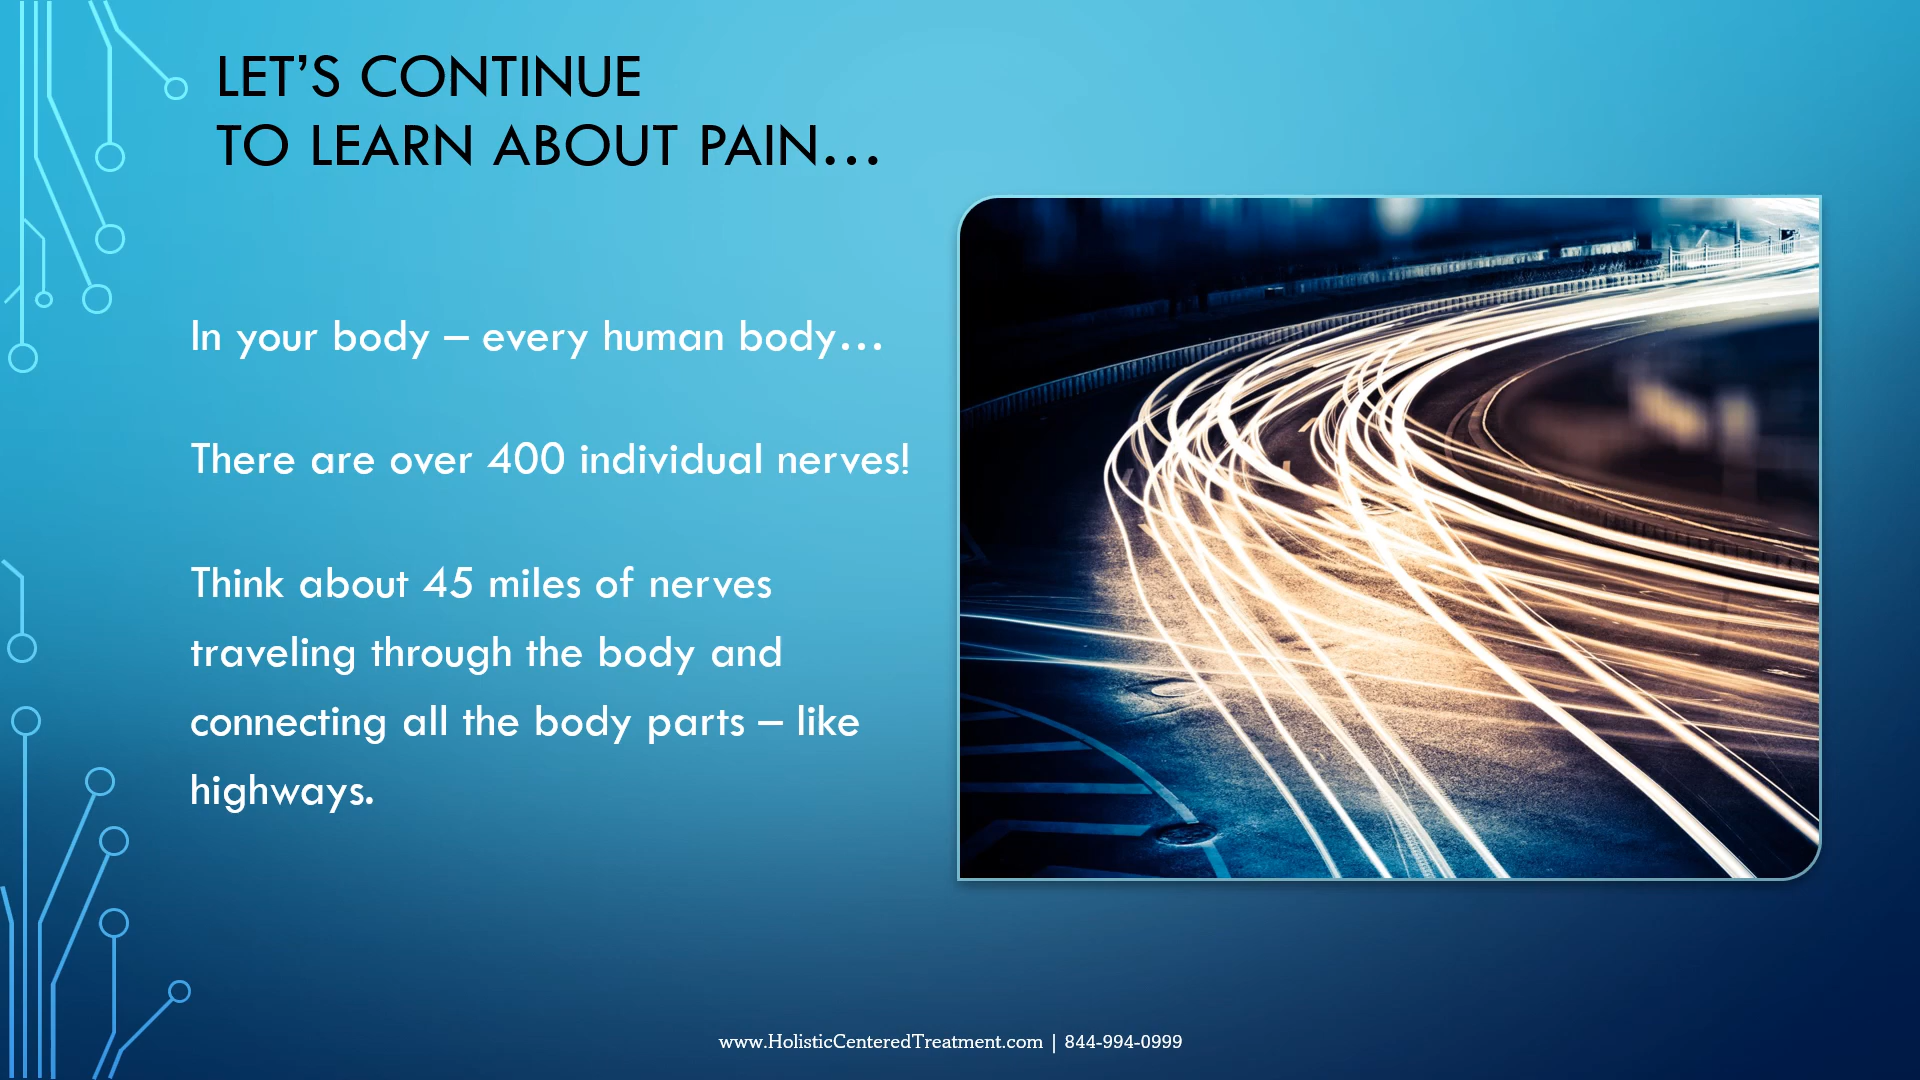 LET’S CONTINUE
TO LEARN ABOUT PAIN…
In your body – every human body…
There are over 400 individual nerves!
Think about 45 miles of nerves
traveling through the body and
connecting all the body parts – like
highways.
www.HolisticCenteredTreatment.com | 844-994-0999